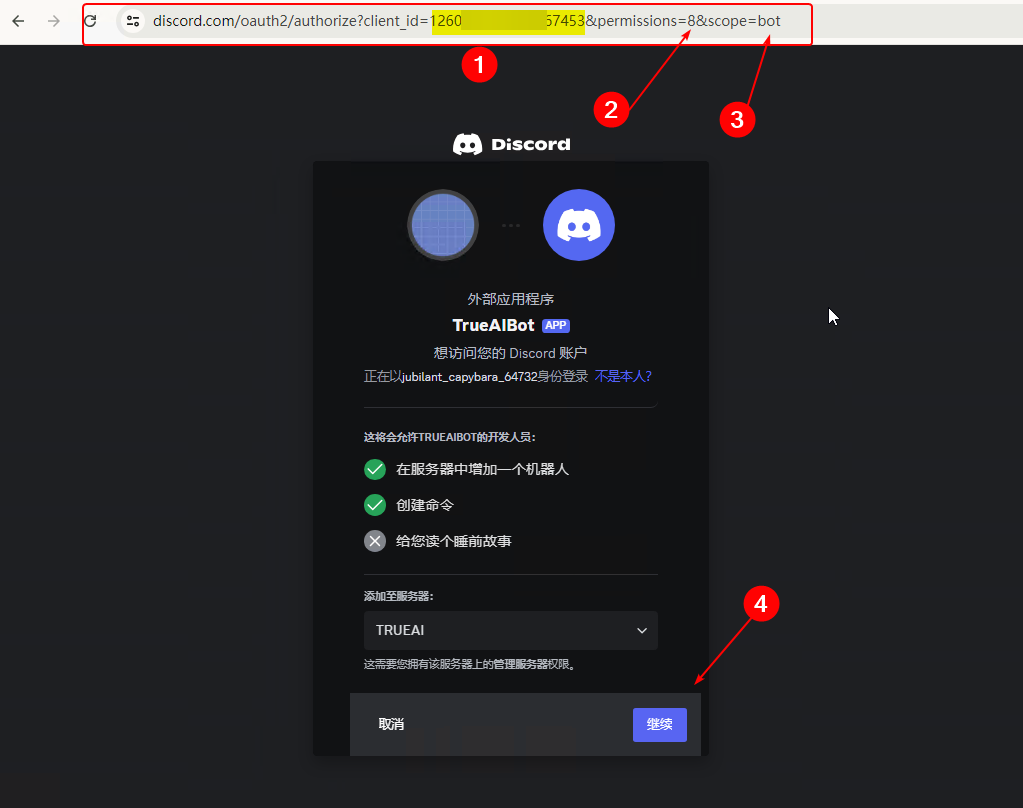 discord.com/oauth2/authorize?client_id=1260 57453&permissions=8&scope=bot
1
2
3
Discord
外部应用程序
TrueAIBot APP
想访问您的 Discord 账户
正在以jubilant_capybara_64732身份登录 不是本人?
这将会允许TRUEAIBOT的开发人员:
在服务器中增加一个机器人
创建命令
给您读个睡前故事
添加至服务器:
TRUEAI
这需要您拥有该服务器上的管理服务器权限。
4
取消 继续